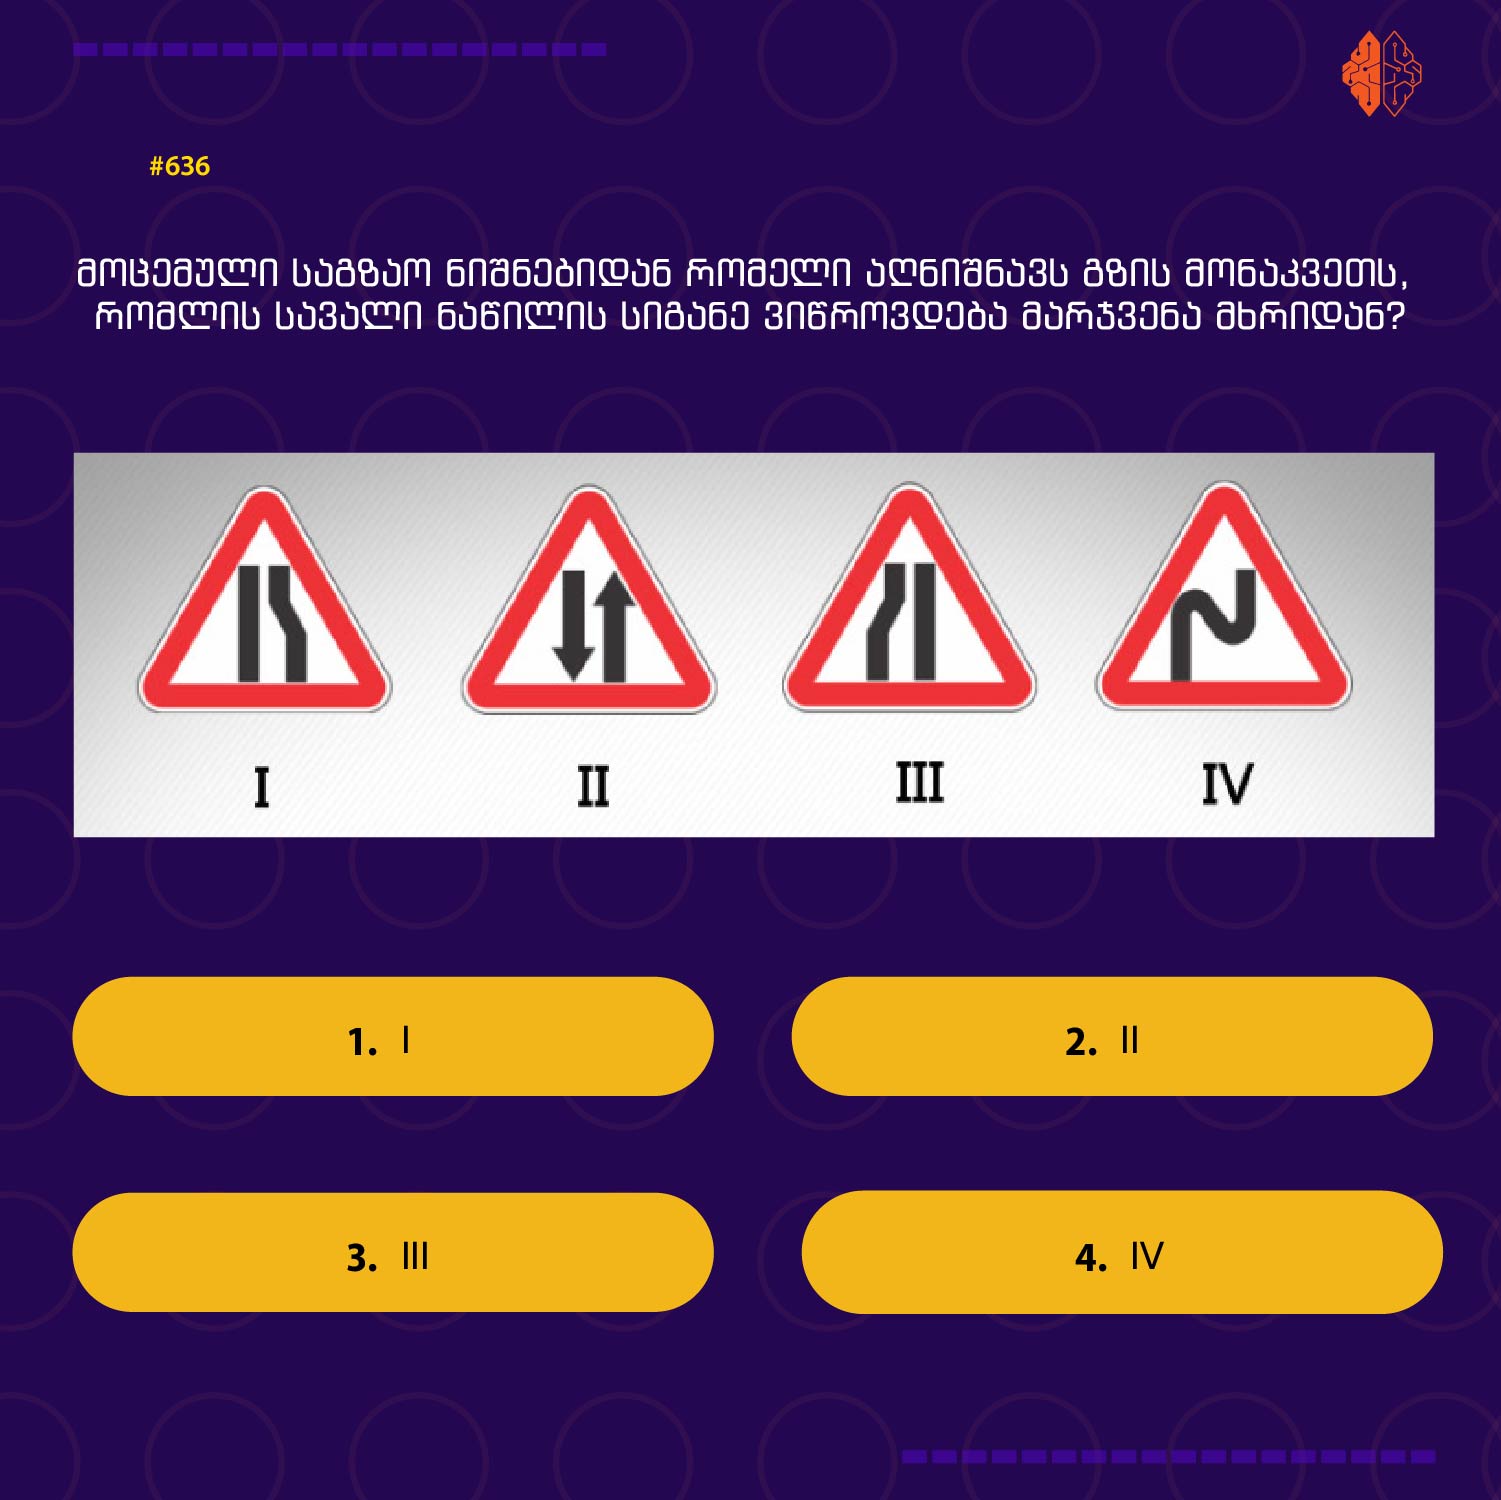 #636
მოცემული საგზაო ნიშნებიდან რომელი აღნიშნავს გზის მონაკვეთს,
რომლის სავალი ნაწილის სიგანე ვიწროვდება მარჯვენა მხრიდან?
I II III IV
1. I
2. II
3. III
4. IV